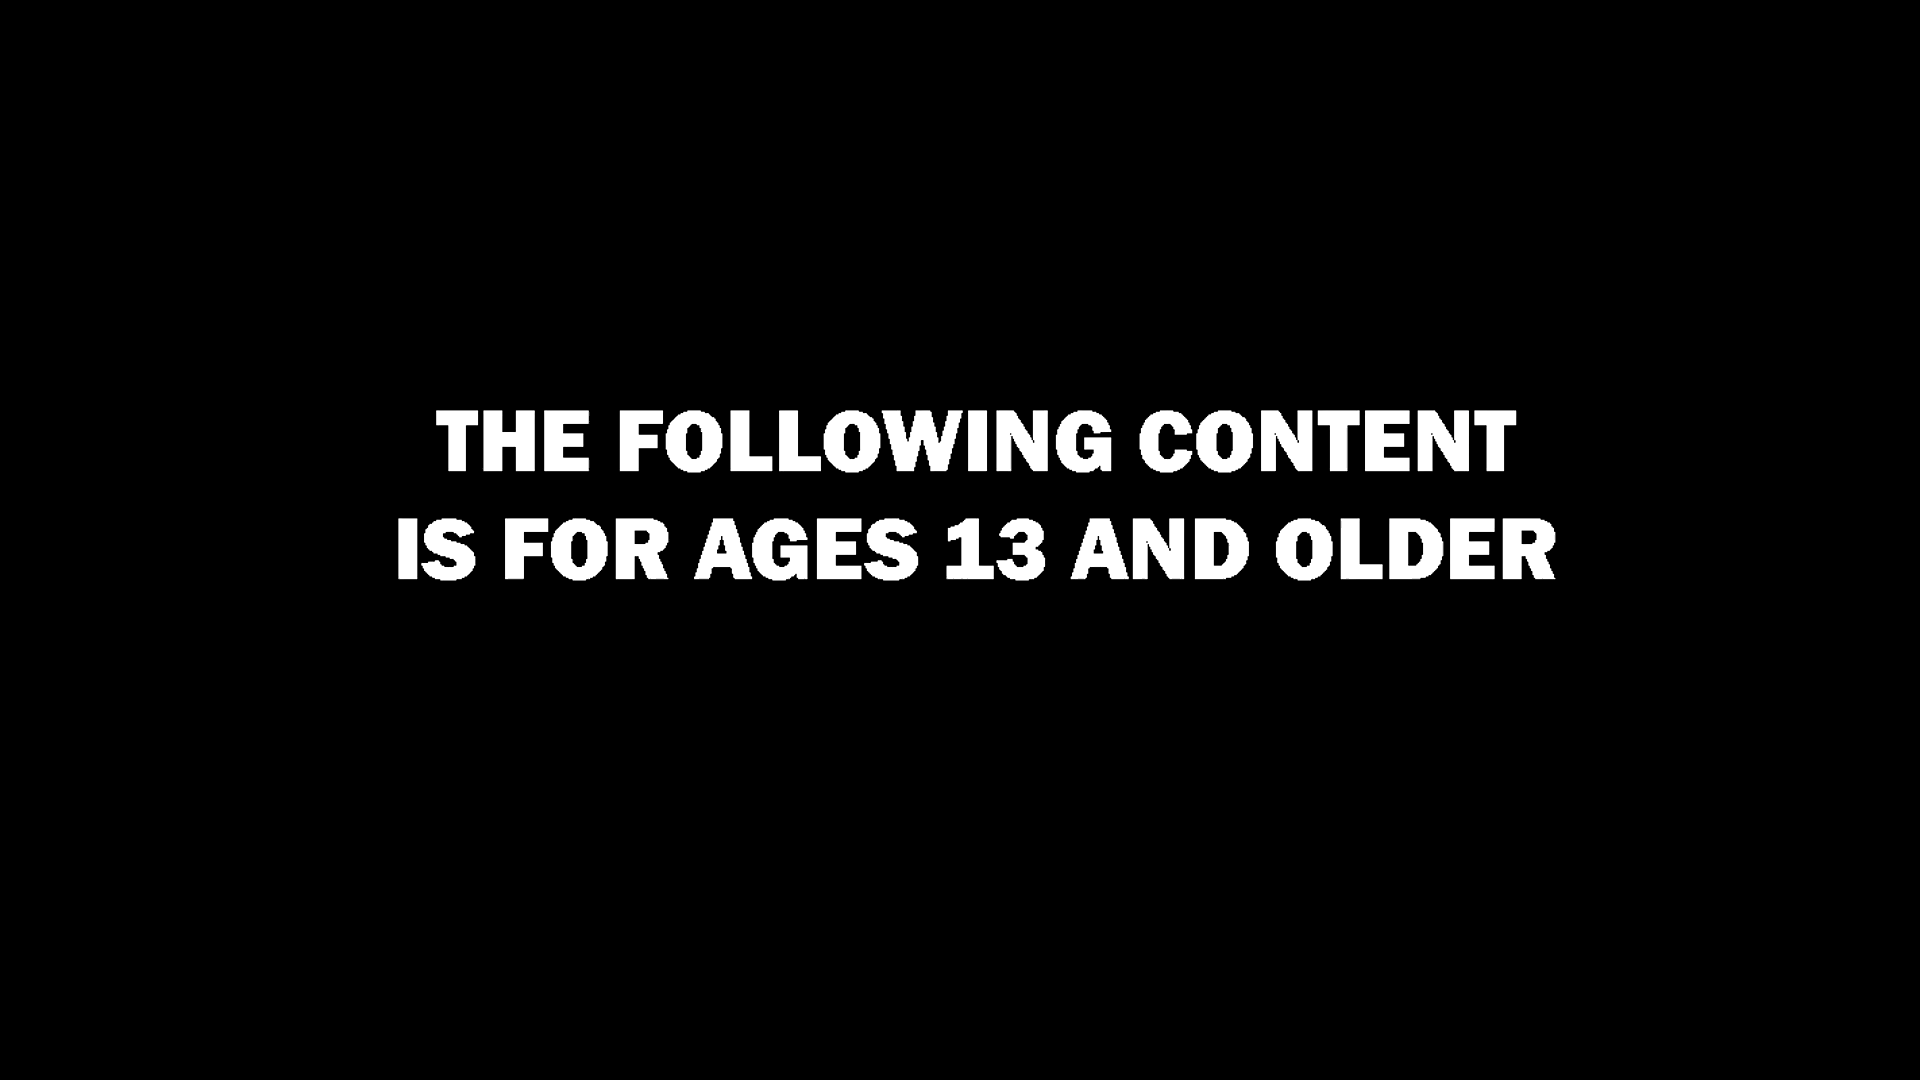 THE FOLLOWING CONTENT
IS FOR AGES 13 AND OLDER